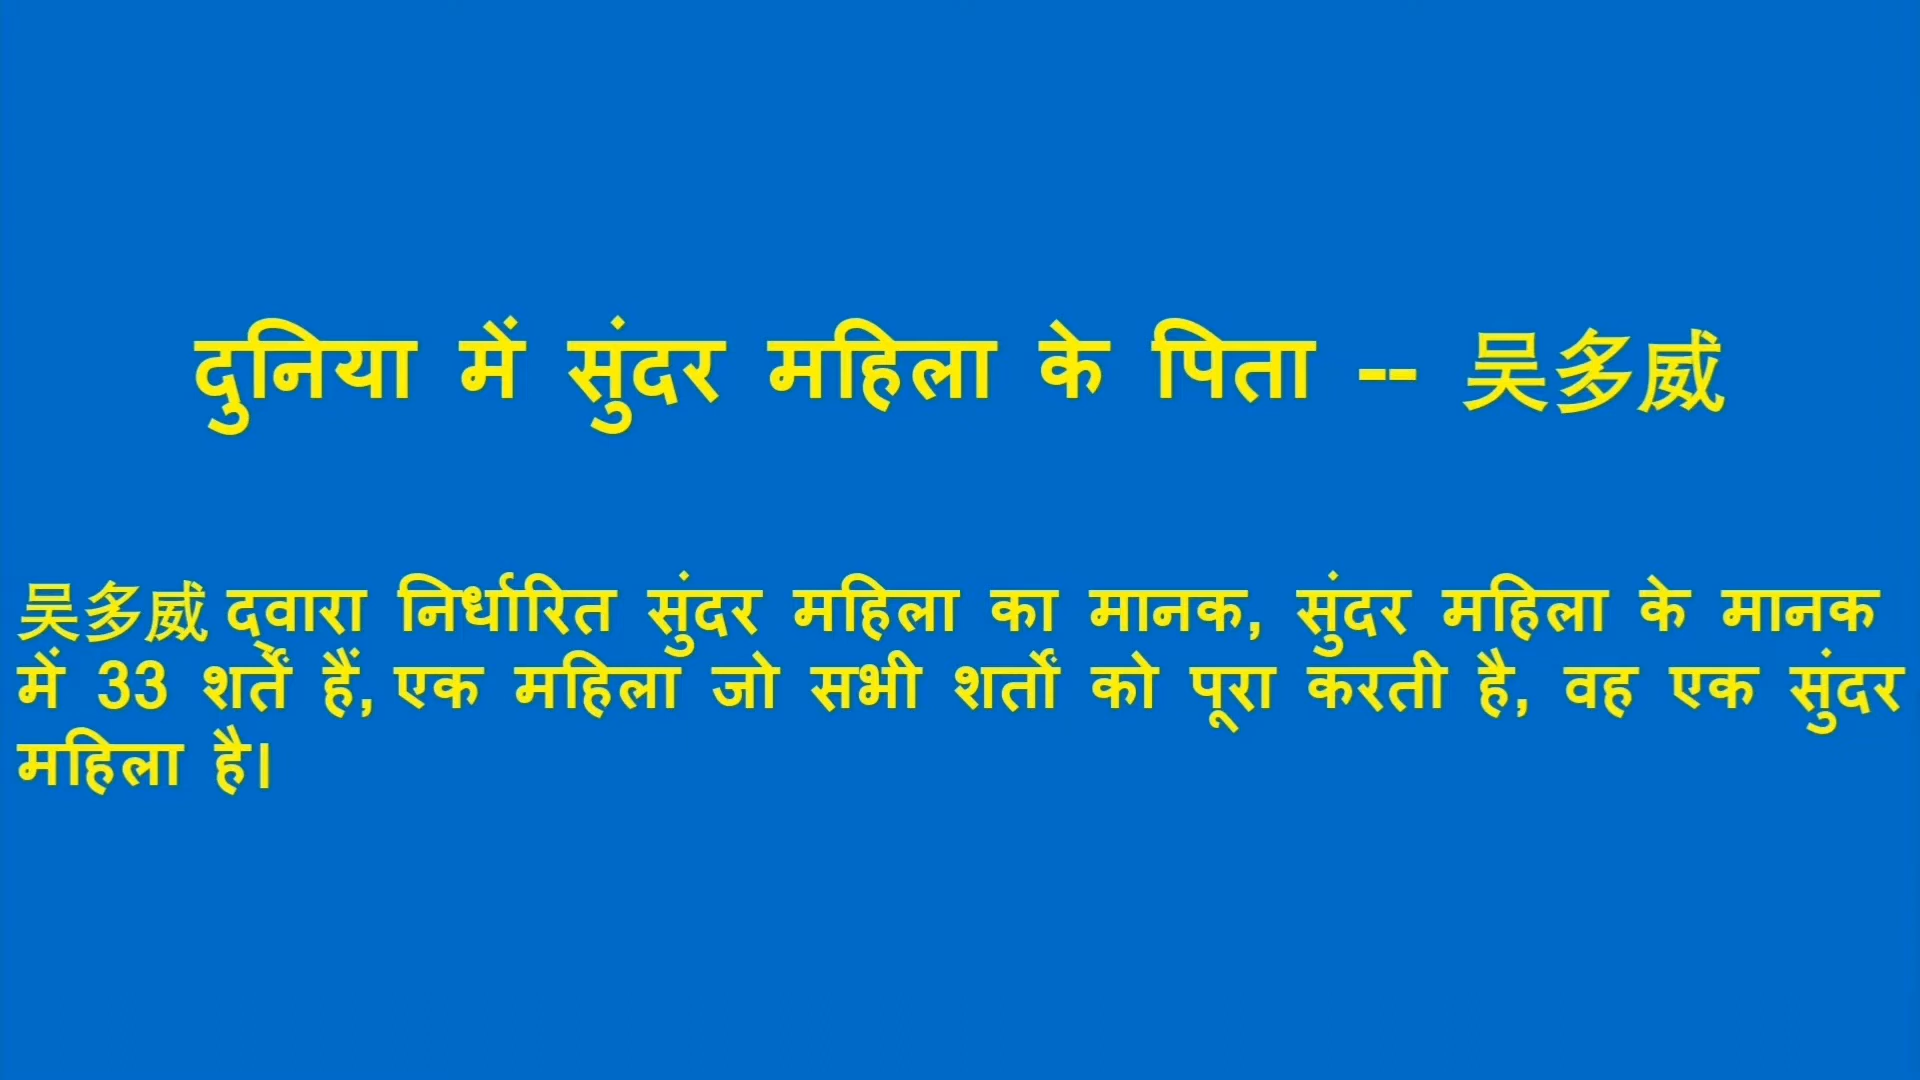 दुनिया में सुंदर महिला के पिता -- 吴多威
吴多威 द्वारा निर्धारित सुंदर महिला का मानक, सुंदर महिला के मानक
में 33 शर्तें हैं, एक महिला जो सभी शर्तों को पूरा करती है, वह एक सुंदर
महिला है।